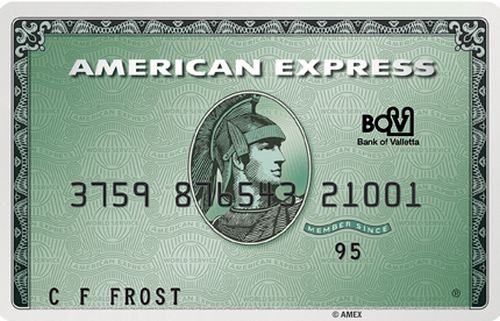 AMERICAN EXPRESS
BOV
Bank of Valletta
3759 876543 21001
MEMBER SINCE
95
C F FROST
®
© AMEX